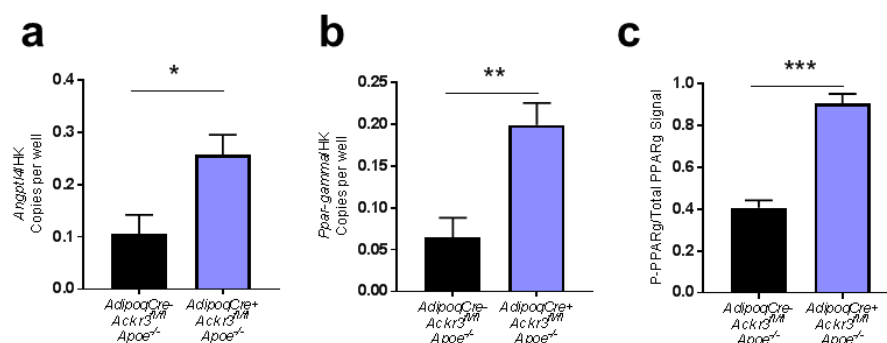 a
*
0.4
0.3
0.2
0.1
0.0
Angptl4/HK
Copies per well
AdipoqCre-
Ackr3fl/fl
Apoe-/-
AdipoqCre+
Ackr3fl/fl
Apoe-/-
b
**
0.25
0.20
0.15
0.10
0.05
0.00
Ppar-gamma/HK
Copies per well
AdipoqCre-
Ackr3fl/fl
Apoe-/-
AdipoqCre+
Ackr3fl/fl
Apoe-/-
c
***
1.0
0.8
0.6
0.4
0.2
0.0
P-PPARg/Total PPARg Signal
AdipoqCre-
Ackr3fl/fl
Apoe-/-
AdipoqCre+
Ackr3fl/fl
Apoe-/-